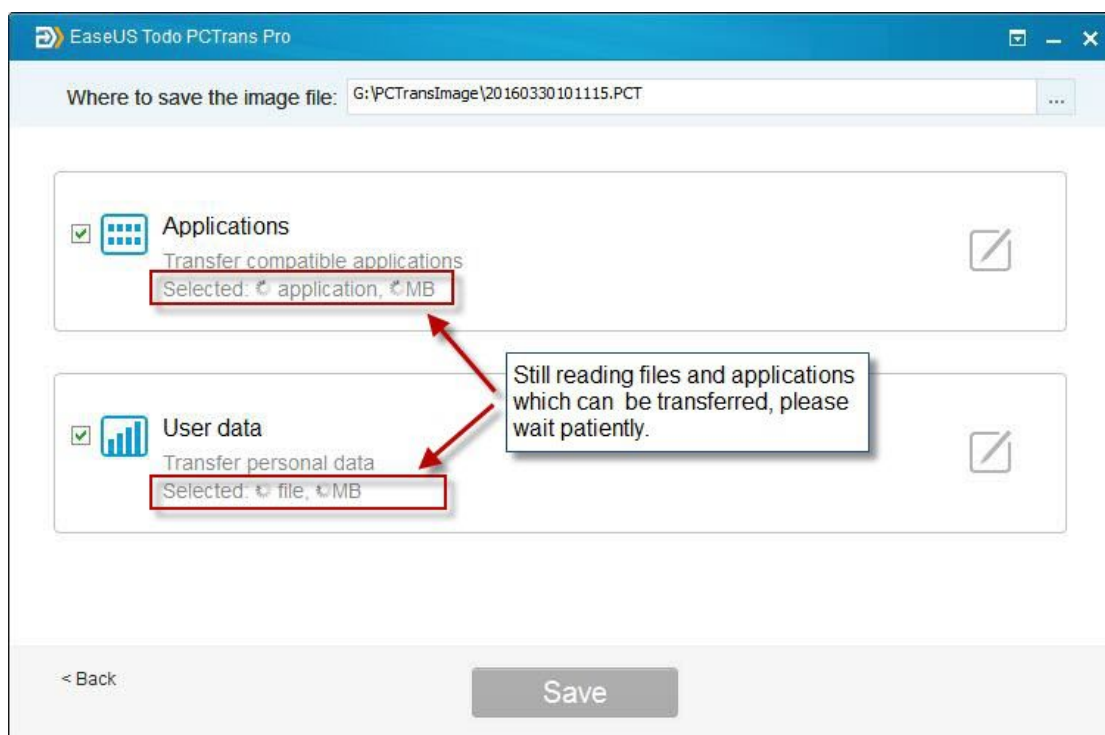 EaseUS Todo PCTrans Pro
Where to save the image file: G:\PCTransImage\20160330101115.PCT ...
Applications
Transfer compatible applications
Selected: application, MB
Still reading files and applications
which can be transferred, please
wait patiently.
User data
Transfer personal data
Selected: file, MB
< Back
Save